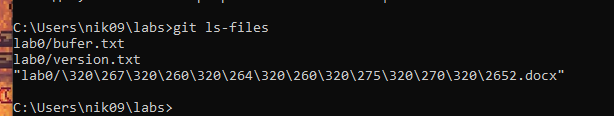 C:\Users\nik09\labs>git ls-files
lab0/bufer.txt
lab0/version.txt
"lab0/\320\267\320\260\320\264\320\260\320\275\320\270\320\2652.docx"
C:\Users\nik09\labs>